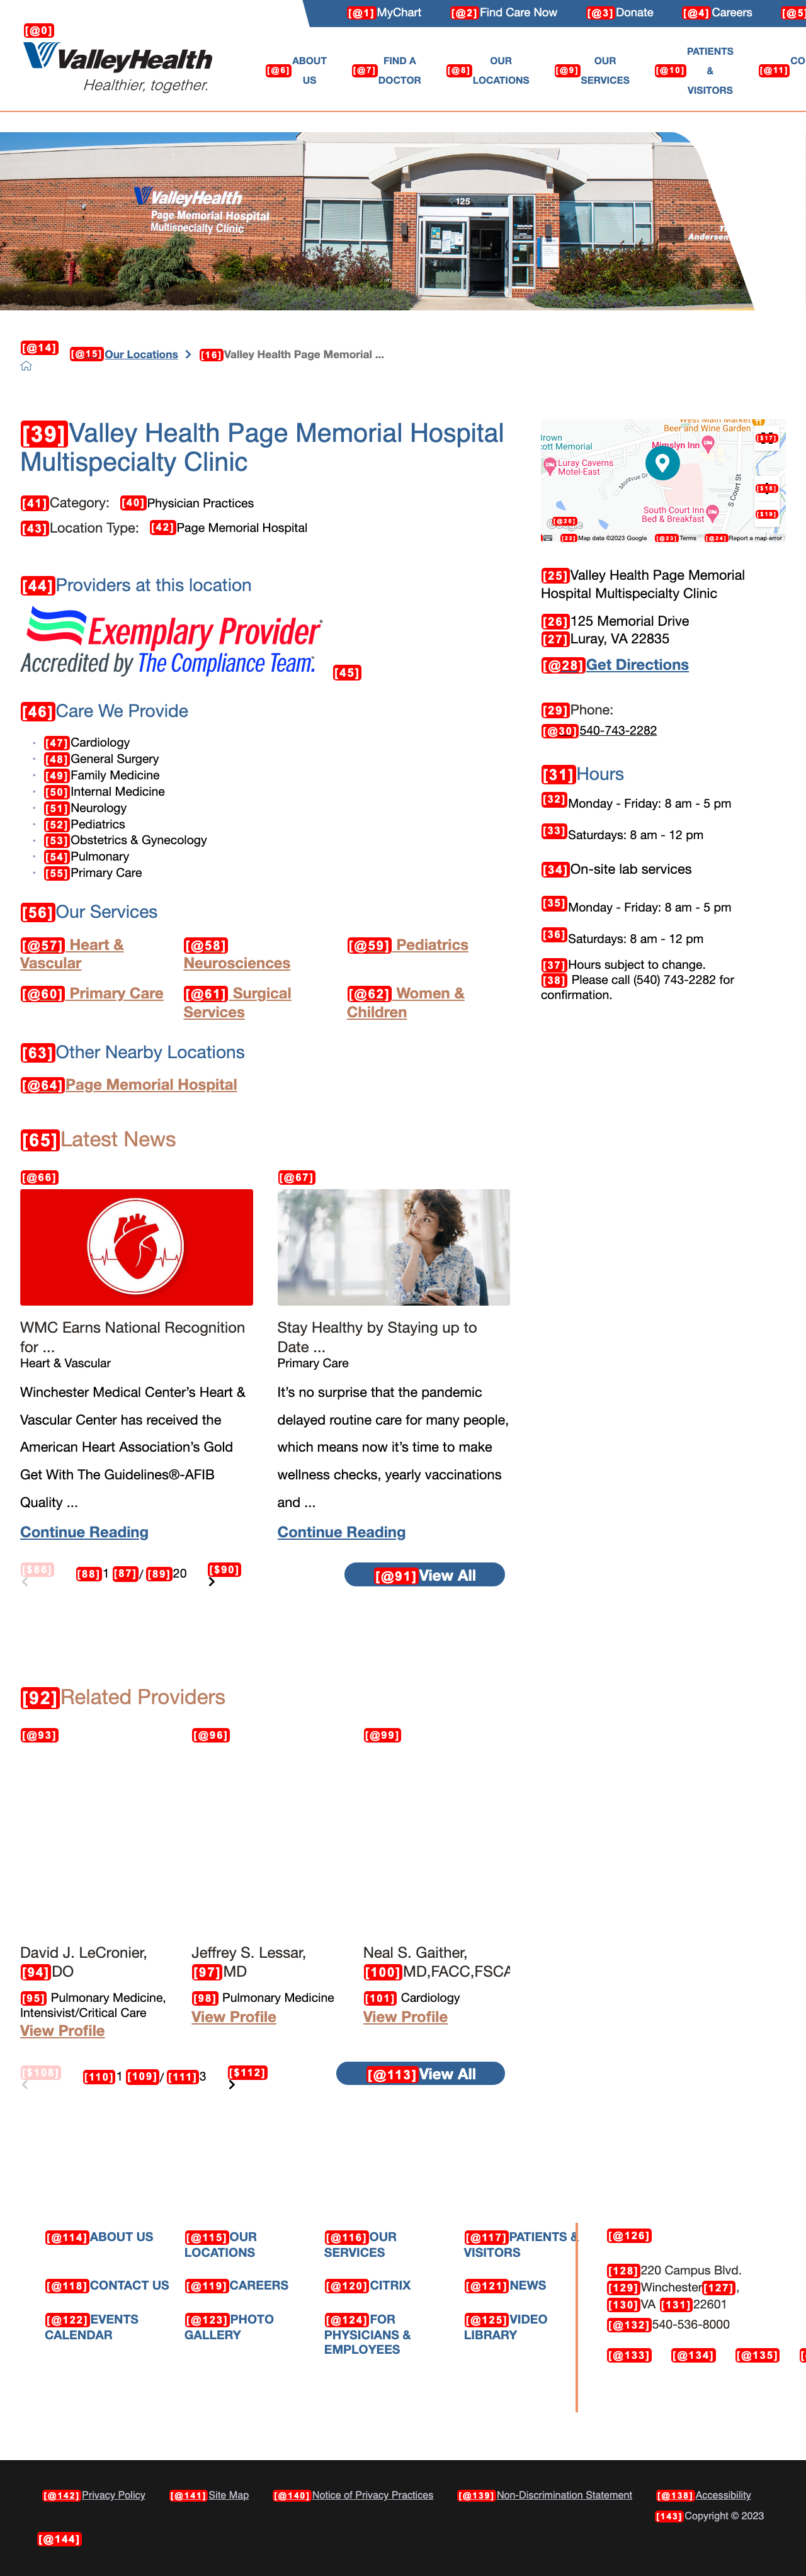 [@1] MyChart [@2] Find Care Now [@3] Donate [@4] Careers [@5]
[@0]
ValleyHealth
Healthier, together.
[@6] ABOUT US [@7] FIND A DOCTOR [@8] OUR LOCATIONS [@9] OUR SERVICES [@10] PATIENTS & VISITORS [@11] CO
ValleyHealth
Page Memorial Hospital
Multispecialty Clinic
125
[@14] [@15] Our Locations [16] Valley Health Page Memorial ...
[39] Valley Health Page Memorial Hospital
Multispecialty Clinic
[41] Category: [40] Physician Practices
[43] Location Type: [42] Page Memorial Hospital
[44] Providers at this location
Exemplary Provider
Accredited by The Compliance Team.
[45]
[46] Care We Provide
[47] Cardiology
[48] General Surgery
[49] Family Medicine
[50] Internal Medicine
[51] Neurology
[52] Pediatrics
[53] Obstetrics & Gynecology
[54] Pulmonary
[55] Primary Care
[56] Our Services
[@57] Heart & Vascular
[@58] Neurosciences
[@59] Pediatrics
[@60] Primary Care
[@61] Surgical Services
[@62] Women & Children
[63] Other Nearby Locations
[@64] Page Memorial Hospital
West Main Market
Beer and Wine Garden
Mimslyn Inn
Luray Caverns
Motel-East
Montvue Dr
S Court St
South Court Inn
Bed & Breakfast
[$17]
[$18]
[$19]
[@20]
[22] Map data ©2023 Google [@23] Terms [@24] Report a map error
[25] Valley Health Page Memorial
Hospital Multispecialty Clinic
[26] 125 Memorial Drive
[27] Luray, VA 22835
[@28] Get Directions
[29] Phone:
[@30] 540-743-2282
[31] Hours
[32] Monday - Friday: 8 am - 5 pm
[33] Saturdays: 8 am - 12 pm
[34] On-site lab services
[35] Monday - Friday: 8 am - 5 pm
[36] Saturdays: 8 am - 12 pm
[37] Hours subject to change.
[38] Please call (540) 743-2282 for
confirmation.
[65] Latest News
[@66]
WMC Earns National Recognition
for ...
Heart & Vascular
Winchester Medical Center’s Heart &
Vascular Center has received the
American Heart Association’s Gold
Get With The Guidelines®-AFIB
Quality ...
Continue Reading
[@67]
Stay Healthy by Staying up to
Date ...
Primary Care
It’s no surprise that the pandemic
delayed routine care for many people,
which means now it’s time to make
wellness checks, yearly vaccinations
and ...
Continue Reading
[$86] [88] 1 [87] / [89] 20 [$90] [@91] View All
[92] Related Providers
[@93] [@96] [@99]
David J. LeCronier,
[94] DO
[95] Pulmonary Medicine,
Intensivist/Critical Care
View Profile
Jeffrey S. Lessar,
[97] MD
[98] Pulmonary Medicine
View Profile
Neal S. Gaither,
[100] MD,FACC,FSCA
[101] Cardiology
View Profile
[$108] [110] 1 [109] / [111] 3 [$112] [@113] View All
[@114] ABOUT US
[@115] OUR LOCATIONS
[@116] OUR SERVICES
[@117] PATIENTS & VISITORS
[@118] CONTACT US
[@119] CAREERS
[@120] CITRIX
[@121] NEWS
[@122] EVENTS CALENDAR
[@123] PHOTO GALLERY
[@124] FOR PHYSICIANS & EMPLOYEES
[@125] VIDEO LIBRARY
[@126]
[128] 220 Campus Blvd.
[129] Winchester [127] ,
[130] VA [131] 22601
[@132] 540-536-8000
[@133] [@134] [@135]
[@142] Privacy Policy [@141] Site Map [@140] Notice of Privacy Practices [@139] Non-Discrimination Statement [@138] Accessibility
[143] Copyright © 2023
[@144]